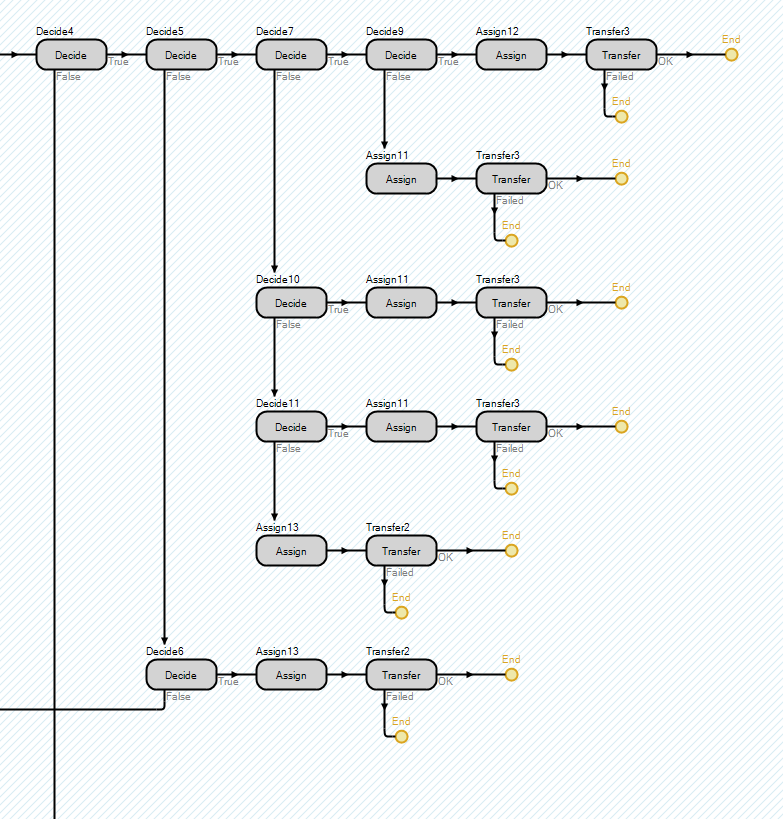 Decide4 Decide5 Decide7 Decide9 Assign12 Transfer3
End
Decide Decide Decide Decide Assign Transfer
True True True True OK
False False False False Failed
End
Assign11 Transfer3
End
Assign Transfer
OK
Failed
End
Decide10 Assign11 Transfer3
End
Decide Assign Transfer
True OK
False Failed
End
Decide11 Assign11 Transfer3
End
Decide Assign Transfer
True OK
False Failed
End
Assign13 Transfer2
End
Assign Transfer
OK
Failed
End
Decide6 Assign13 Transfer2
End
Decide Assign Transfer
True OK
False Failed
End